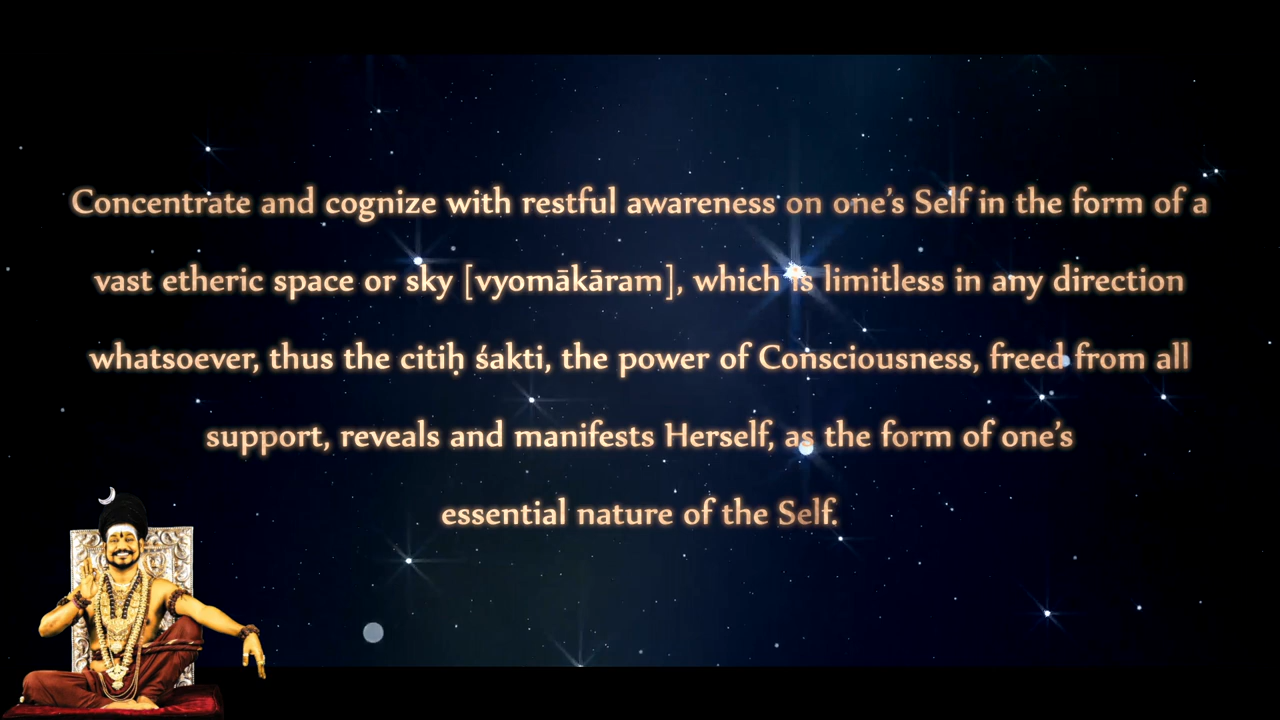 Concentrate and cognize with restful awareness on one’s Self in the form of a
vast etheric space or sky [vyomākāram], which is limitless in any direction
whatsoever, thus the citiḥ śakti, the power of Consciousness, freed from all
support, reveals and manifests Herself, as the form of one’s
essential nature of the Self.